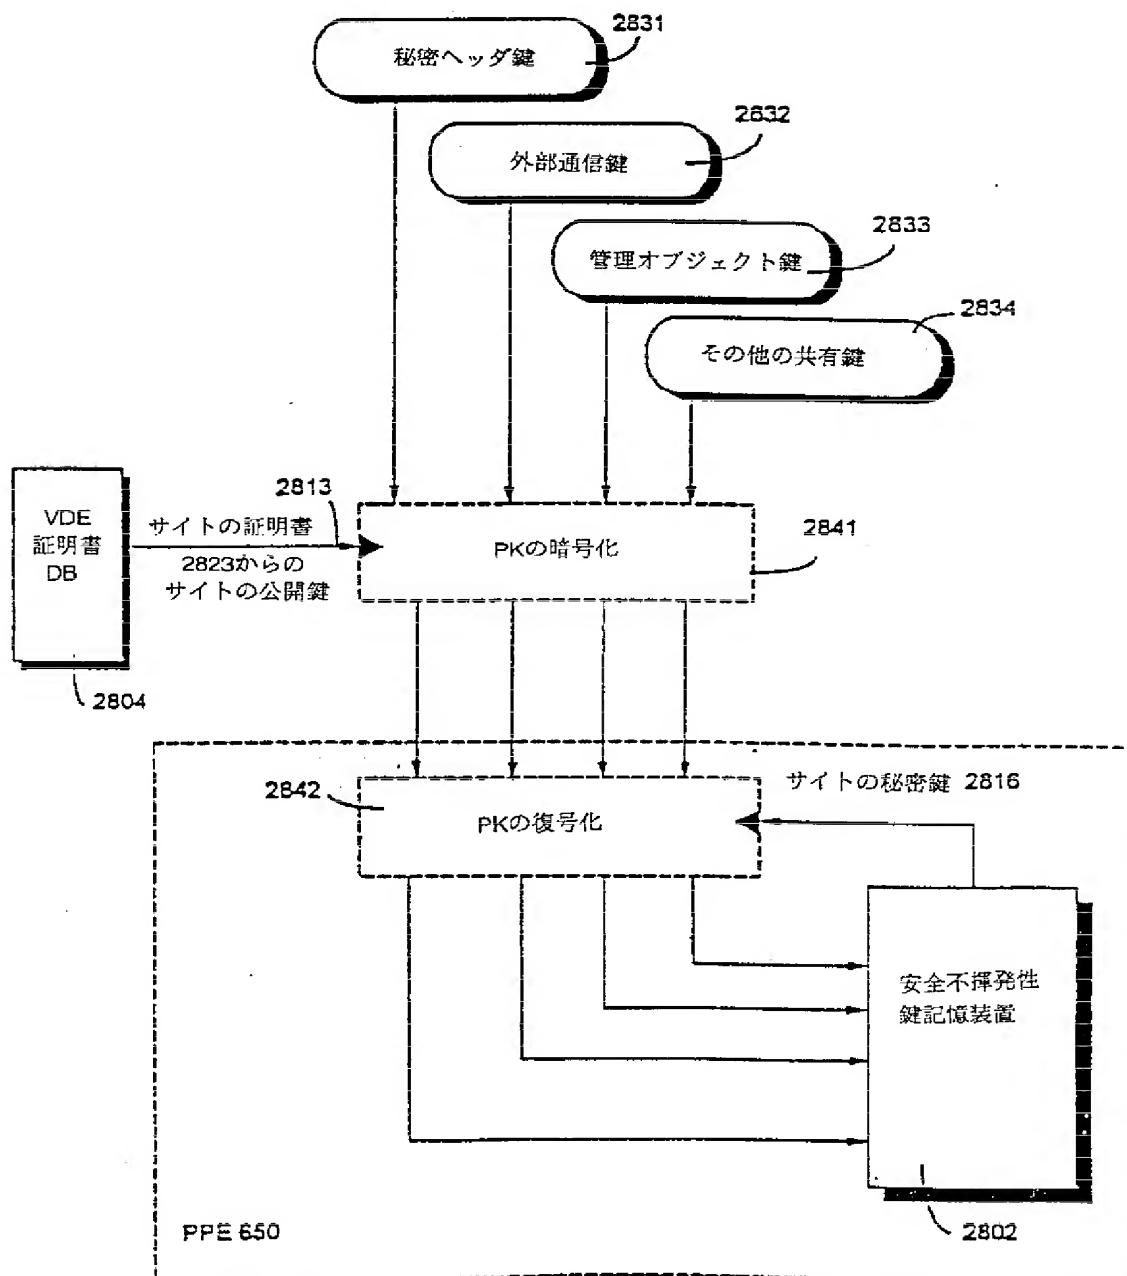 2831
秘密ヘッダ鍵
2832
外部通信鍵
2833
管理オブジェクト鍵
2834
その他の共有鍵
VDE
証明書
DB
2804
2813
サイトの証明書
2823からの
サイトの公開鍵
PKの暗号化
2841
2842
PKの復号化
サイトの秘密鍵 2816
安全不揮発性
鍵記憶装置
2802
PPE 650